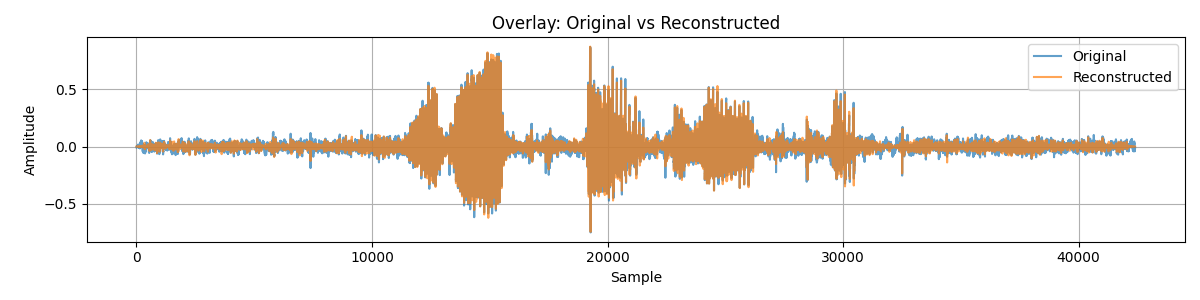 Overlay: Original vs Reconstructed
Original
Reconstructed
Amplitude
0.5
0.0
−0.5
0 10000 20000 30000 40000
Sample